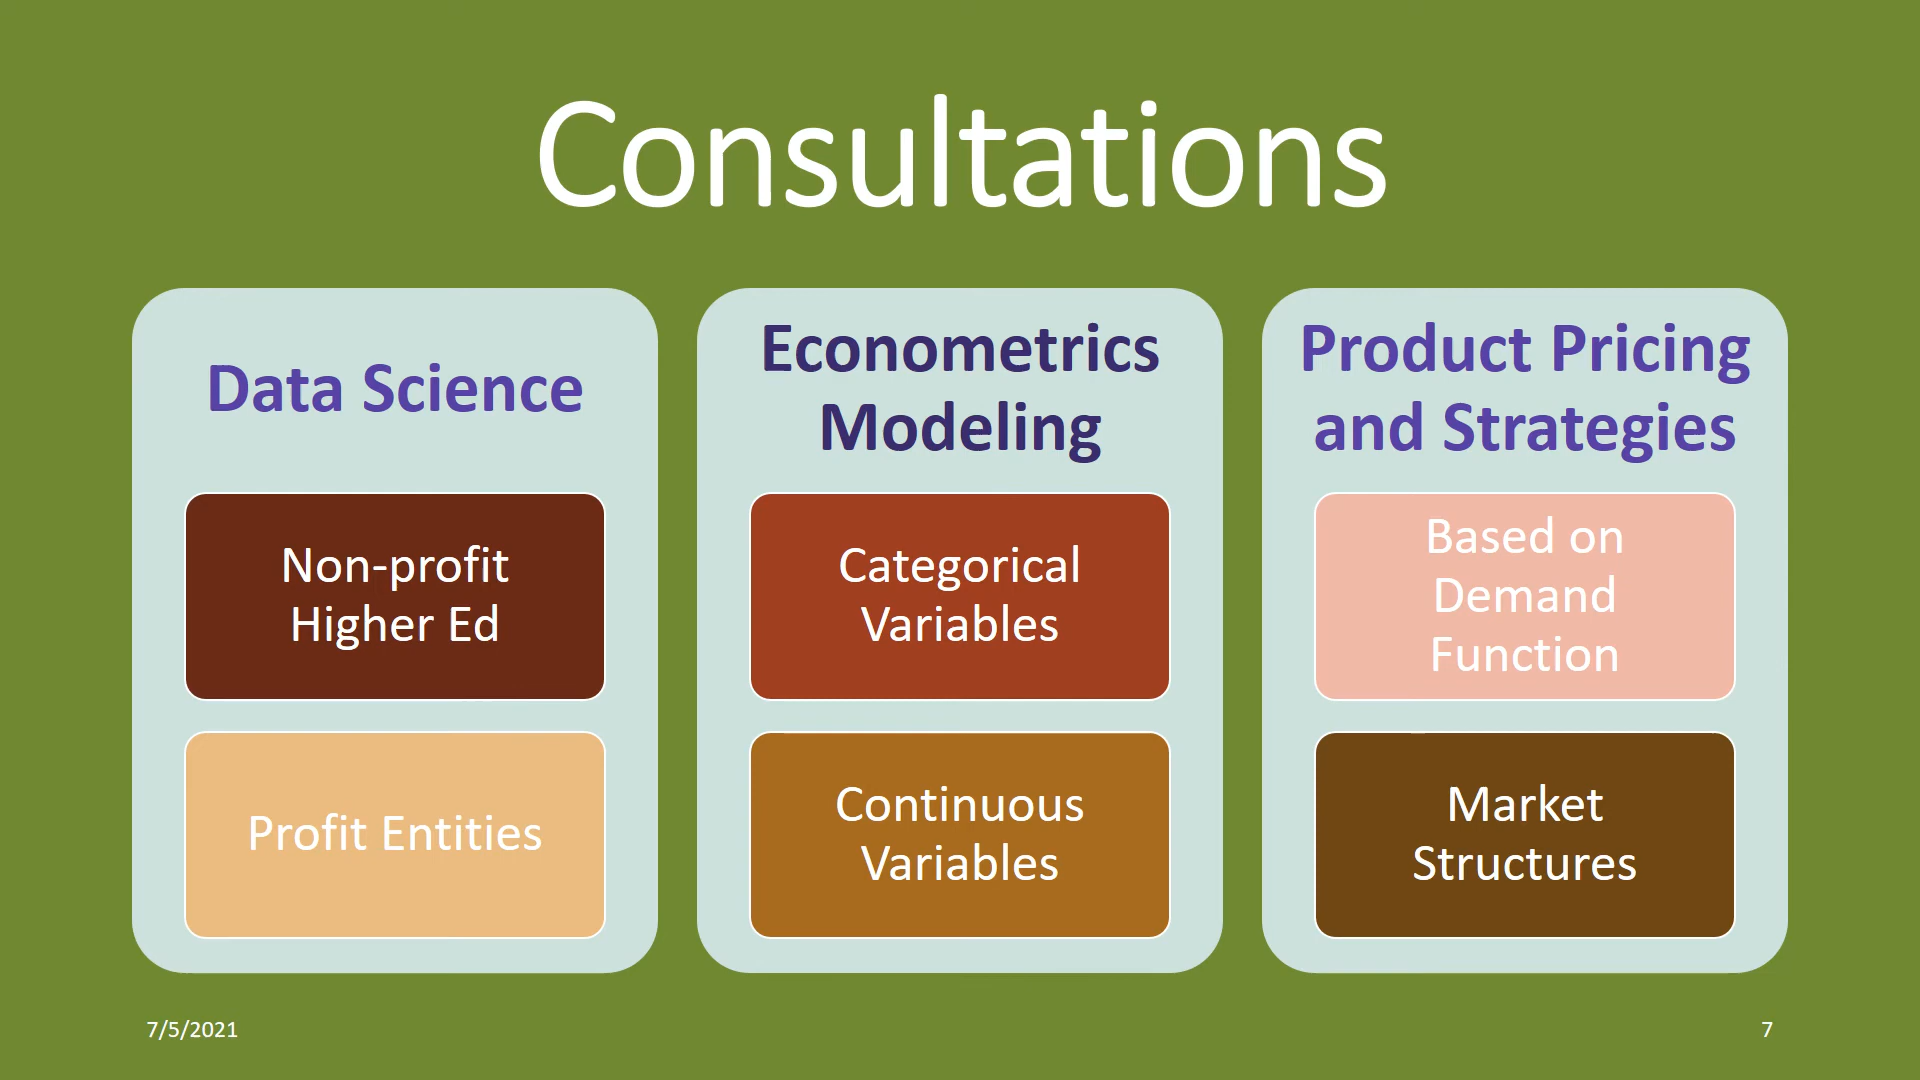 Consultations
Data Science
Non-profit
Higher Ed
Profit Entities
Econometrics
Modeling
Categorical
Variables
Continuous
Variables
Product Pricing
and Strategies
Based on
Demand
Function
Market
Structures
7/5/2021
7